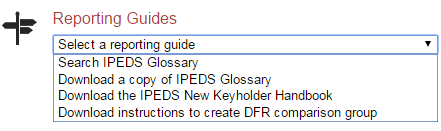 Reporting Guides
Select a reporting guide
Search IPEDS Glossary
Download a copy of IPEDS Glossary
Download the IPEDS New Keyholder Handbook
Download instructions to create DFR comparison group